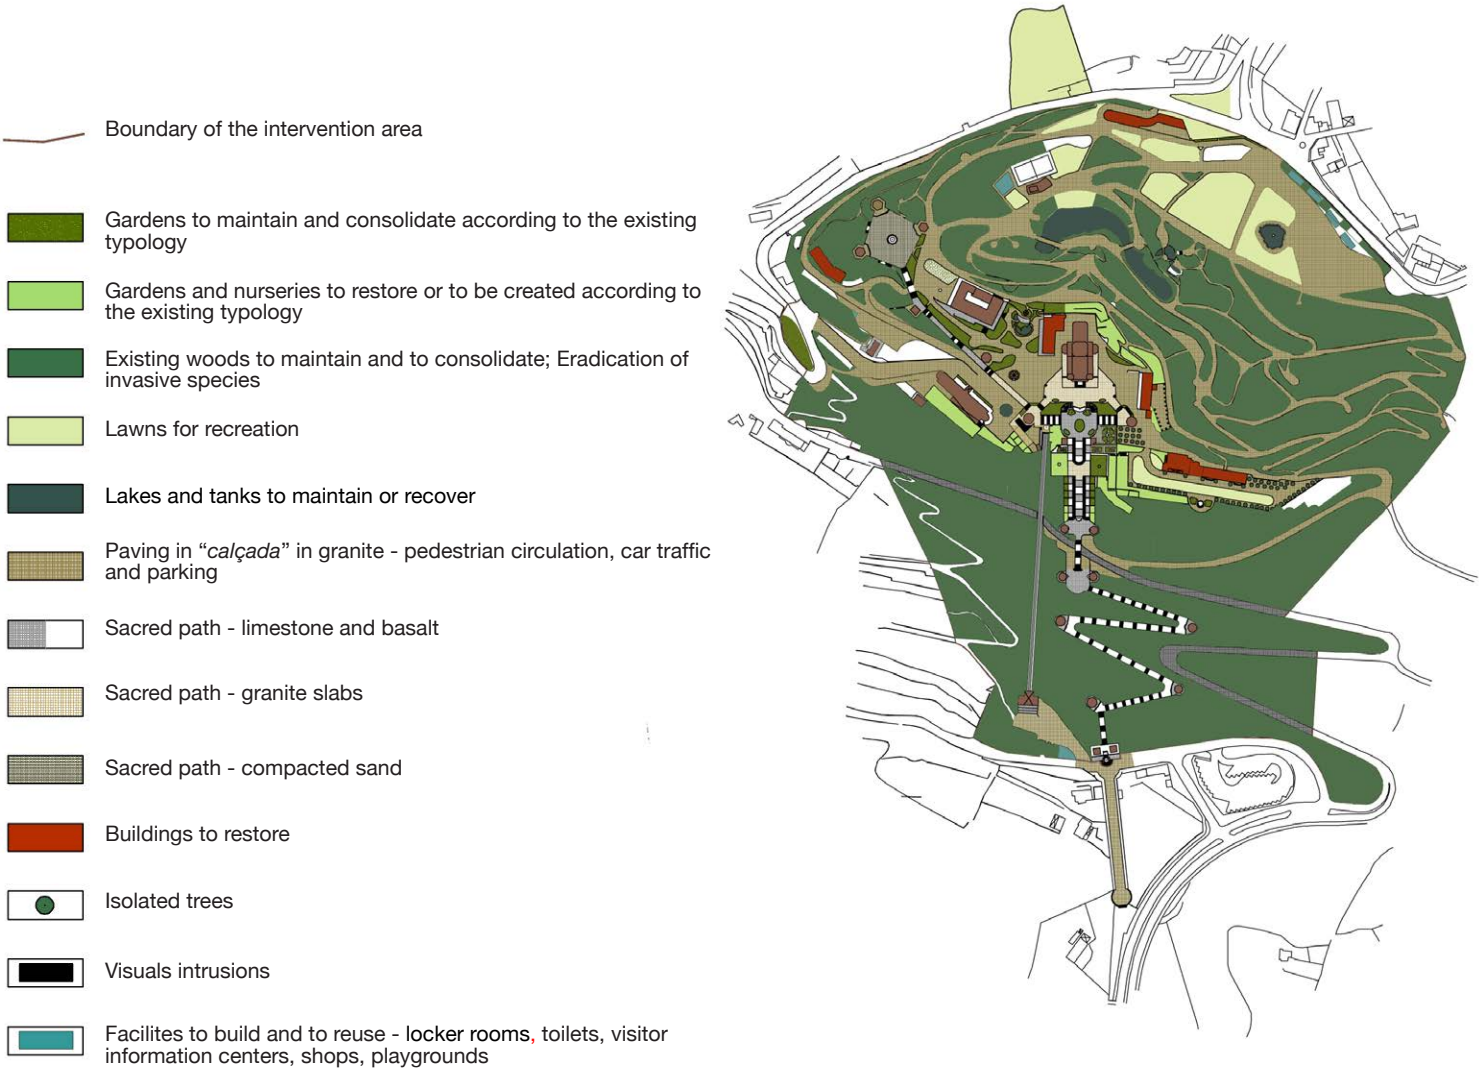 Boundary of the intervention area
Gardens to maintain and consolidate according to the existing
typology
Gardens and nurseries to restore or to be created according to
the existing typology
Existing woods to maintain and to consolidate; Eradication of
invasive species
Lawns for recreation
Lakes and tanks to maintain or recover
Paving in “calçada” in granite - pedestrian circulation, car traffic
and parking
Sacred path - limestone and basalt
Sacred path - granite slabs
Sacred path - compacted sand
Buildings to restore
Isolated trees
Visuals intrusions
Facilites to build and to reuse - locker rooms, toilets, visitor
information centers, shops, playgrounds